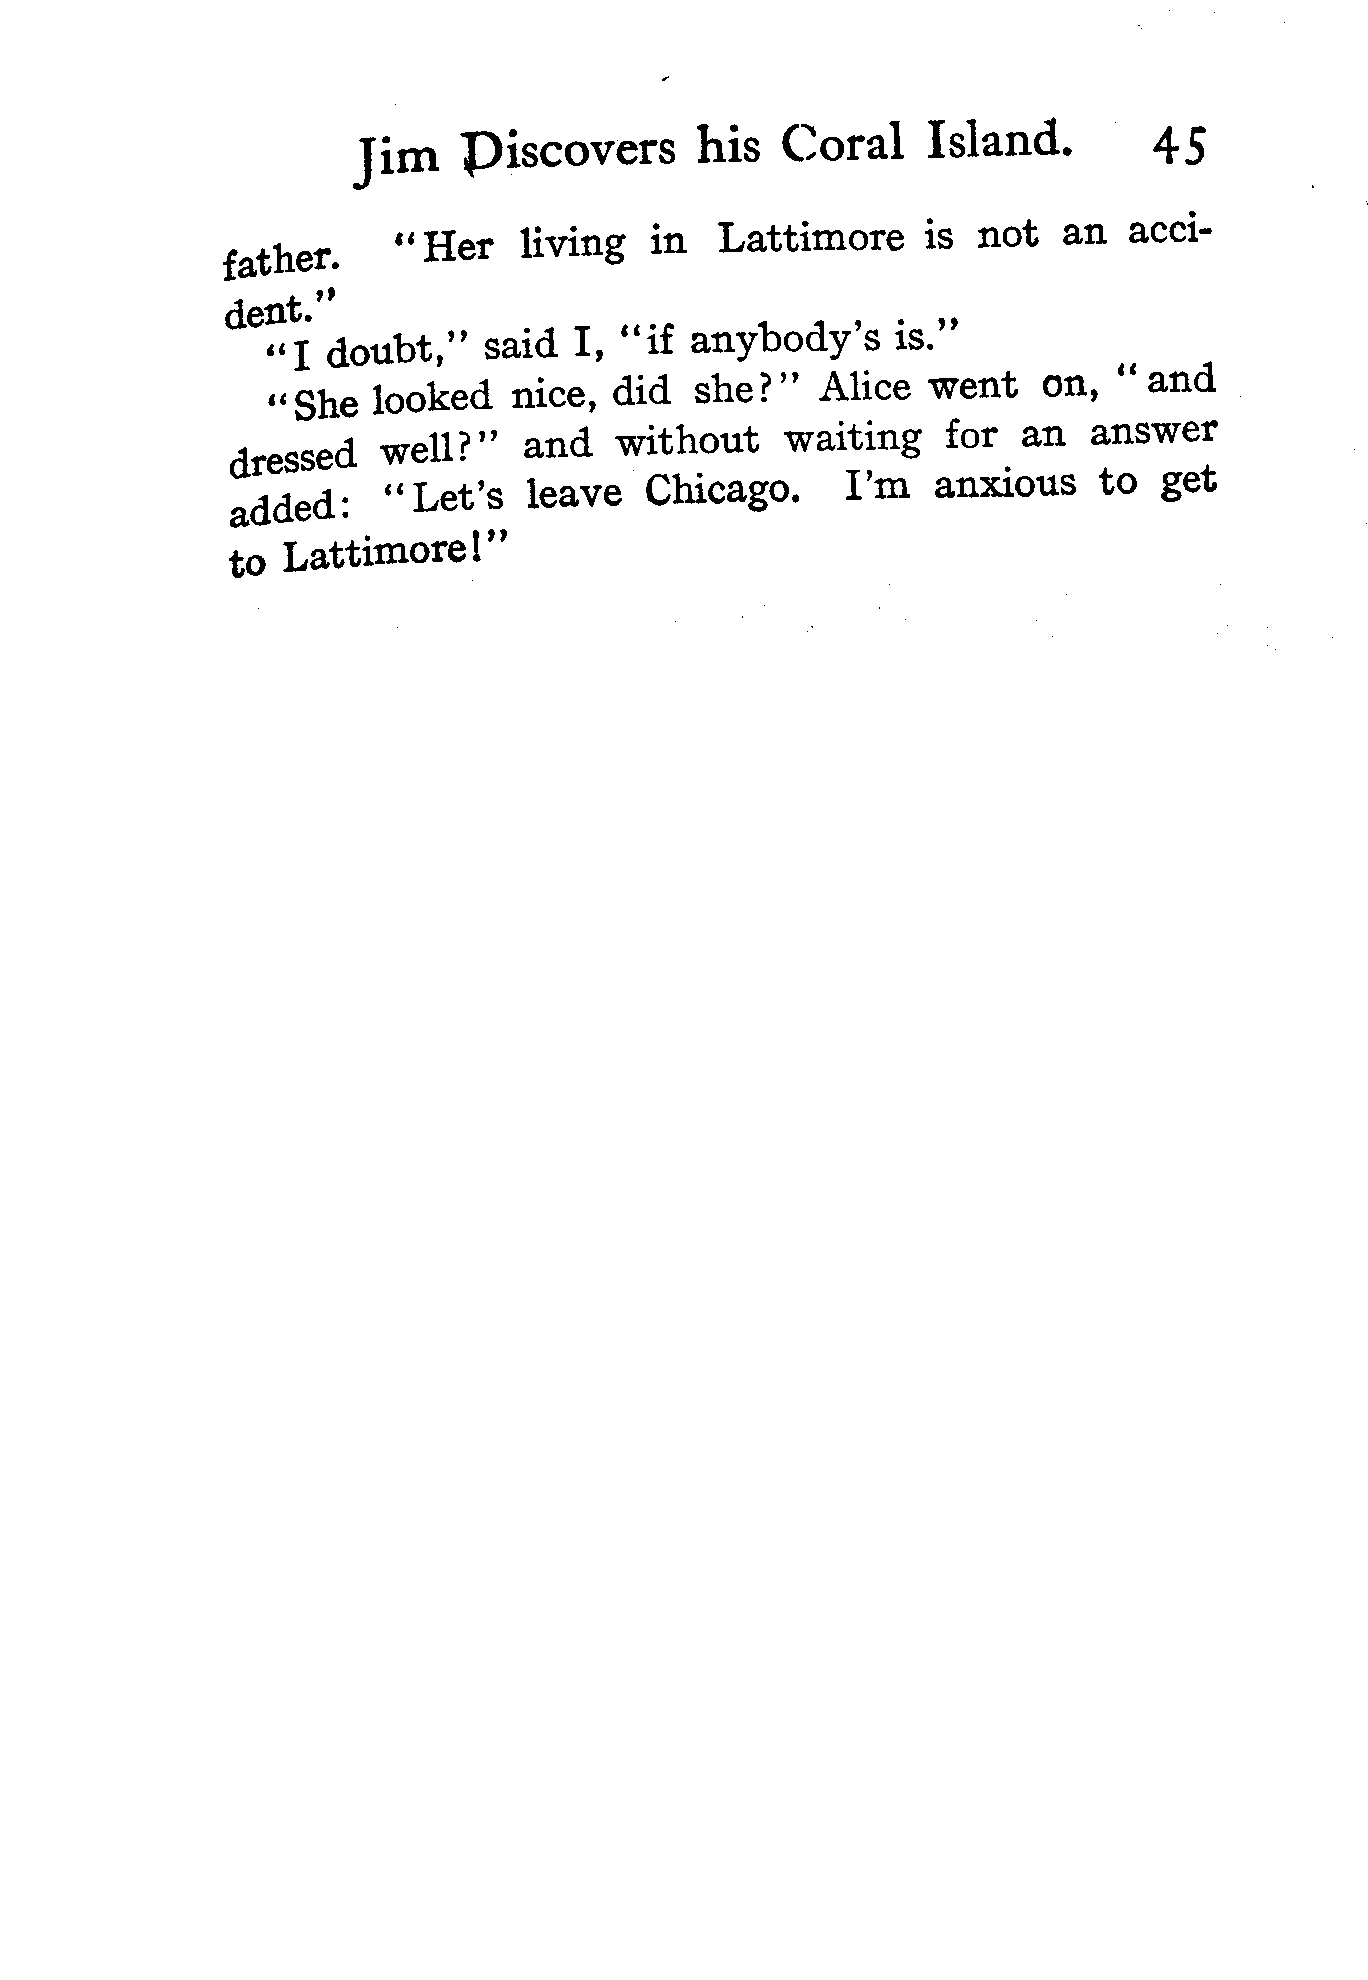 Jim Discovers his Coral Island. 45
father. "Her living in Lattimore is not an acci-
dent."
"I doubt," said I, "if anybody's is."
"She looked nice, did she?" Alice went on, "and
dressed well?" and without waiting for an answer
added: "Let's leave Chicago. I'm anxious to get
to Lattimore!"